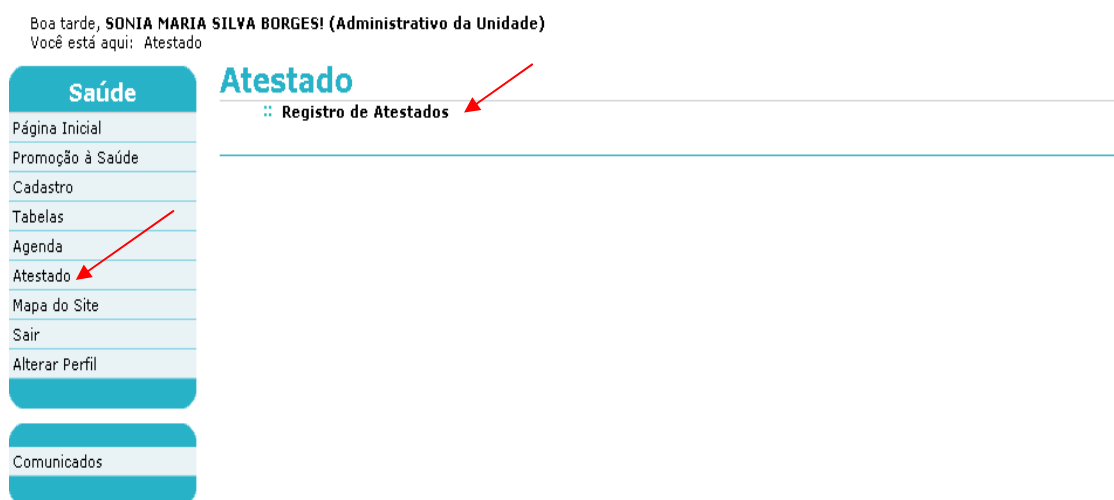 Boa tarde, SONIA MARIA SILVA BORGES! (Administrativo da Unidade)
Você está aqui: Atestado
Saúde
Página Inicial
Promoção à Saúde
Cadastro
Tabelas
Agenda
Atestado
Mapa do Site
Sair
Alterar Perfil
Comunicados
Atestado
:: Registro de Atestados